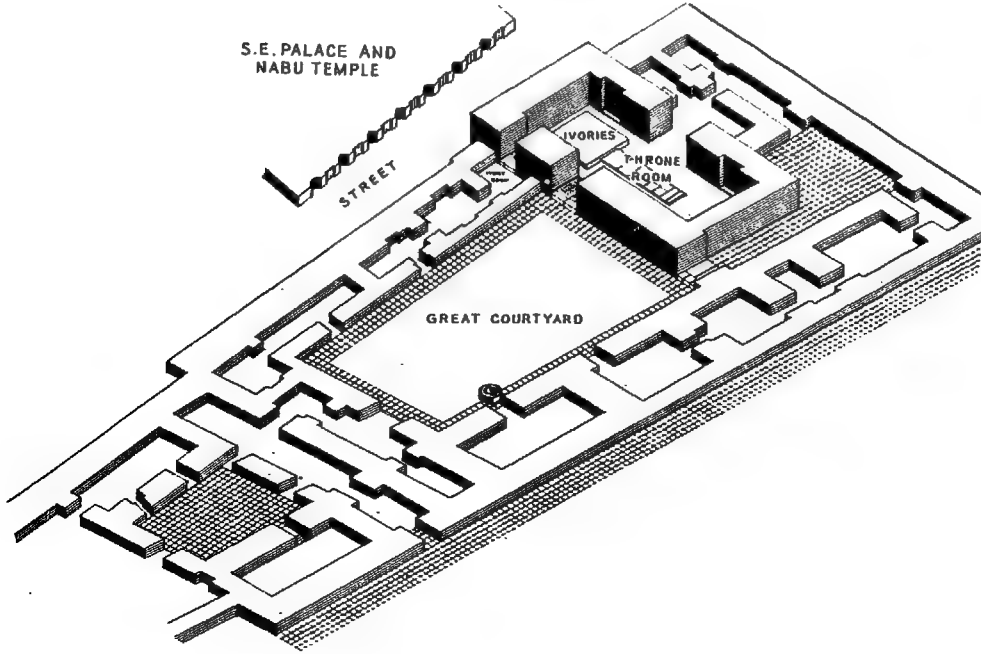 S.E. PALACE AND
NABU TEMPLE
STREET
IVORIES
THRONE
ROOM
GREAT COURTYARD